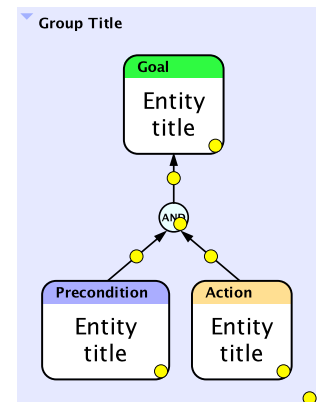 Group Title
Goal
Entity
title
AND
Precondition
Entity
title
Action
Entity
title